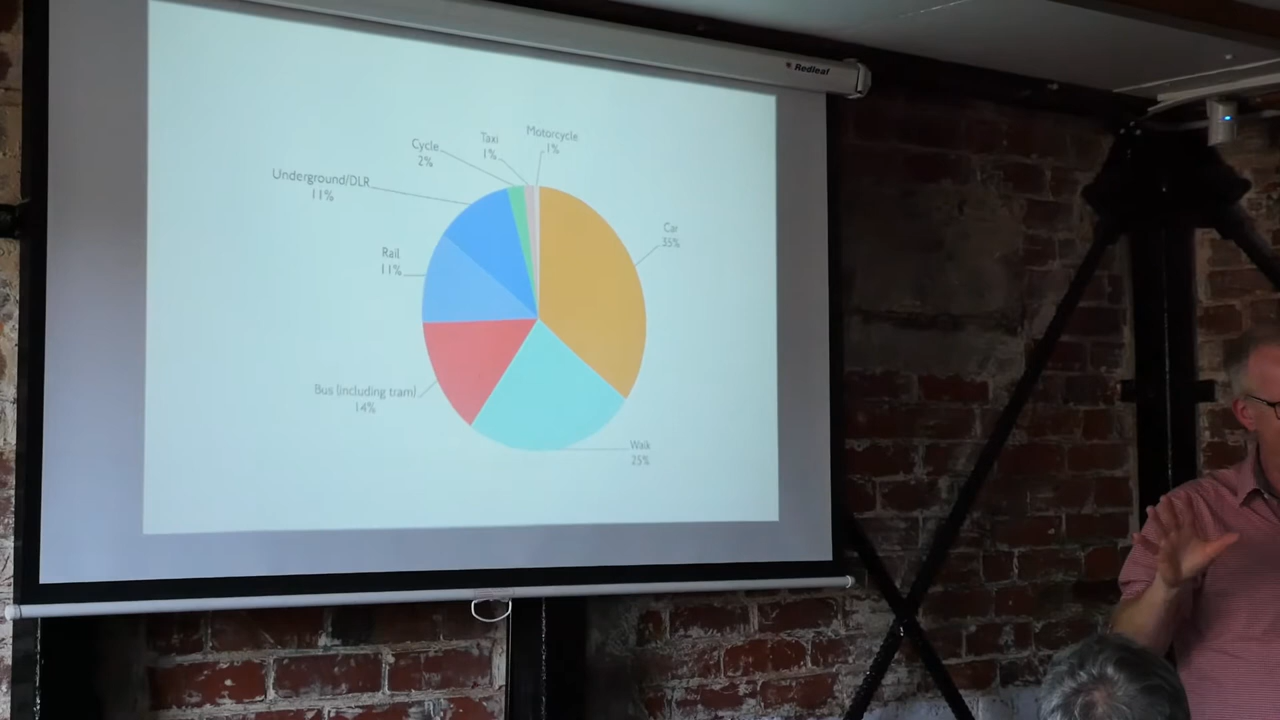 Redleaf
Motorcycle
1%
Taxi
1%
Cycle
2%
Underground/DLR
11%
Car
35%
Rail
11%
Bus (including tram)
14%
Walk
25%